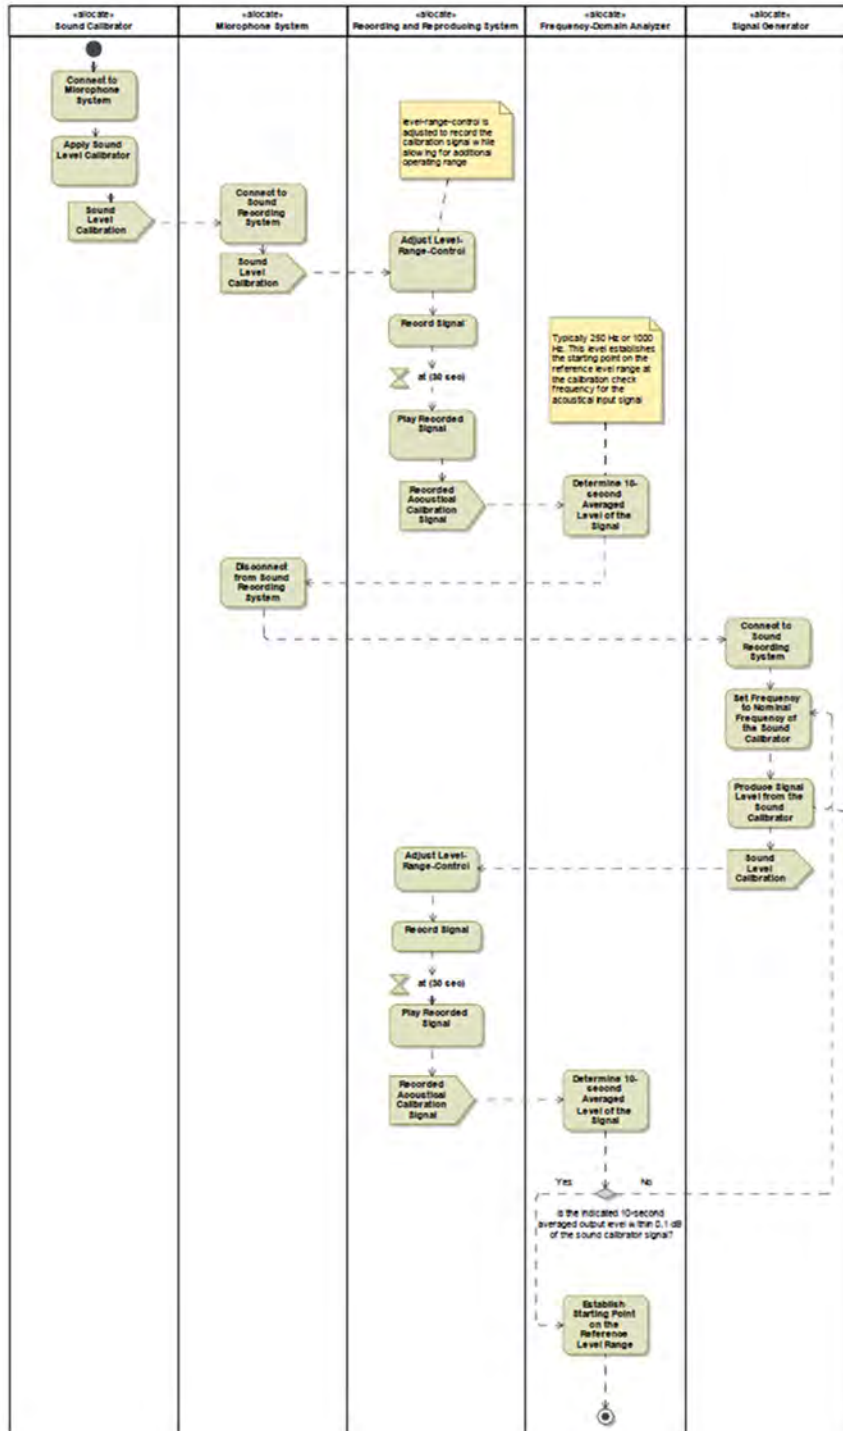 «allocate»
Sound Calibrator
«allocate»
Microphone System
«allocate»
Recording and Reproducing System
«allocate»
Frequency-Domain Analyzer
«allocate»
Signal Generator
Connect to
Microphone
System
Apply Sound
Level Calibrator
Sound
Level
Calibration
Connect to
Sound
Recording
System
Sound
Level
Calibration
level-range-control is
adjusted to record the
calibration signal while
allowing for additional
operating range
Adjust Level-
Range-Control
Record Signal
at (30 sec)
Play Recorded
Signal
Recorded
Acoustical
Calibration
Signal
Typically 250 Hz or 1000
Hz. This level establishes
the starting point on the
reference level range at
the calibration check
frequency for the
acoustical input signal
Determine 10-
second
Averaged
Level of the
Signal
Disconnect
from Sound
Recording
System
Connect to
Sound
Recording
System
Set Frequency
to Nominal
Frequency of
the Sound
Calibrator
Produce Signal
Level from the
Sound
Calibrator
Sound
Level
Calibration
Adjust Level-
Range-Control
Record Signal
at (30 sec)
Play Recorded
Signal
Recorded
Acoustical
Calibration
Signal
Determine 10-
second
Averaged
Level of the
Signal
Yes
No
Is the indicated 10-second
averaged output level within 0.1 dB
of the sound calibrator signal?
Establish
Starting Point
on the
Reference
Level Range